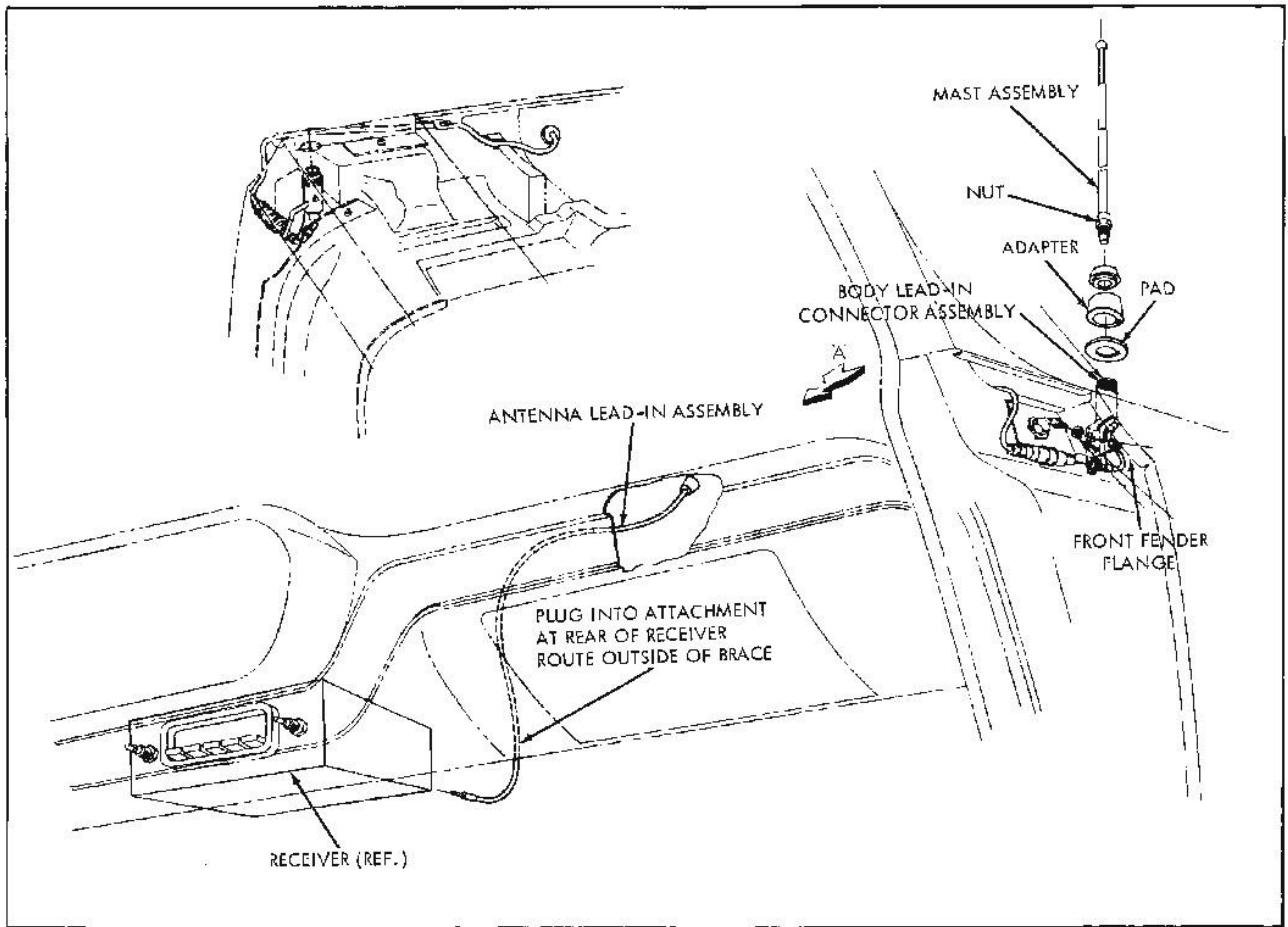 MAST ASSEMBLY
NUT
ADAPTER
BODY LEAD-IN
CONNECTOR ASSEMBLY
PAD
"A"
ANTENNA LEAD-IN ASSEMBLY
FRONT FENDER
FLANGE
PLUG INTO ATTACHMENT
AT REAR OF RECEIVER
ROUTE OUTSIDE OF BRACE
RECEIVER (REF.)